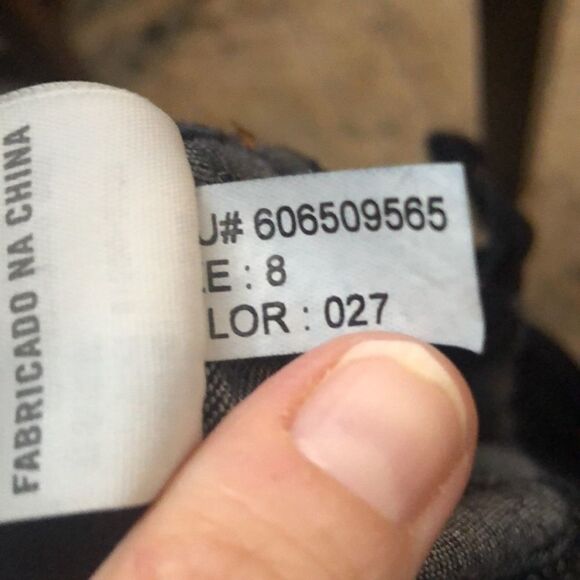 FABRICADO NA CHINA
U# 606509565
E : 8
LOR : 027